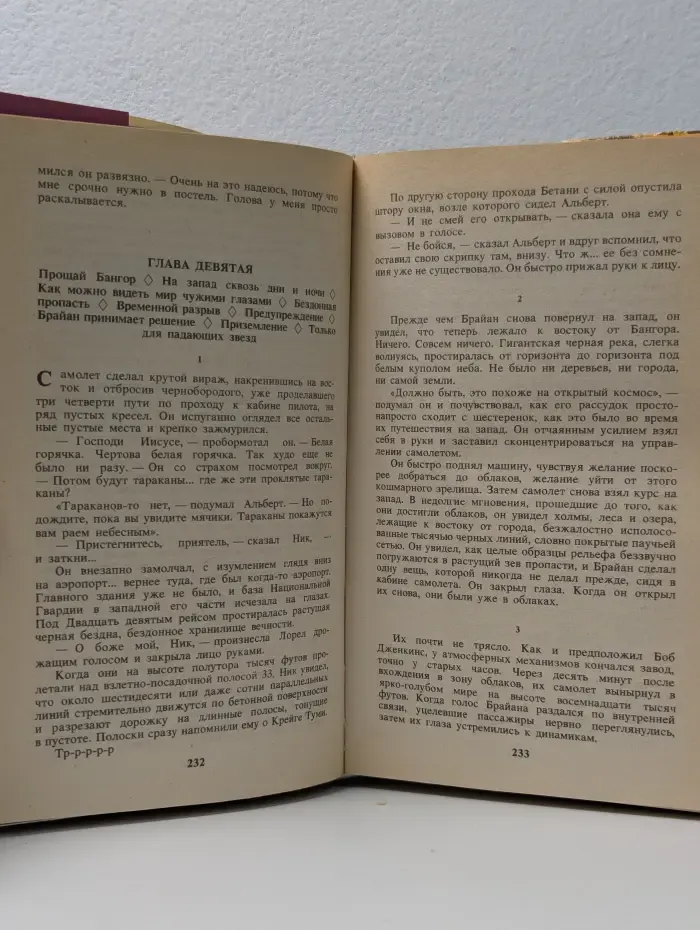 мился он развязно. — Очень на это надеюсь, потому что
мне срочно нужно в постель. Голова у меня просто
раскалывается.
ГЛАВА ДЕВЯТАЯ
Прощай Бангор ◇ На запад сквозь дни и ночи ◇
Как можно видеть мир чужими глазами ◇ Бездонная
пропасть ◇ Временной разрыв ◇ Предупреждение ◇
Брайан принимает решение ◇ Приземление ◇ Только
для падающих звезд
1
Самолет сделал крутой вираж, накренившись на вос-
ток и отбросив чернобородого, уже проделавшего
три четверти пути по проходу к кабине пилота, на
ряд пустых кресел. Он испуганно оглядел все осталь-
ные пустые места и крепко зажмурился.
— Господи Иисусе, — пробормотал он. — Белая
горячка. Чертова белая горячка. Так худо еще не
было ни разу. — Он со страхом посмотрел вокруг.
— Потом будут тараканы... где же эти проклятые тара-
каны?
«Тараканов-то нет, — подумал Альберт. — Но по-
дождите, пока вы увидите мячики. Тараканы покажутся
вам раем небесным».
— Пристегнитесь, приятель, — сказал Ник, —
и заткни...
Он внезапно замолчал, с изумлением глядя вниз
на аэропорт... вернее туда, где был когда-то аэропорт.
Главного здания уже не было, и база Национальной
Гвардии в западной его части исчезала на глазах.
Под Двадцать девятым рейсом простиралась растущая
черная бездна, бездонное хранилище вечности.
— О боже мой, Ник, — произнесла Лорел дро-
жащим голосом и закрыла лицо руками.
Когда они на высоте полутора тысяч футов про-
летали над взлетно-посадочной полосой 33, Ник увидел,
что около шестидесяти или даже сотни параллельных
линий стремительно движутся по бетонной поверхности
и разрезают дорожку на длинные полосы, тонущие
в пустоте. Полоски сразу напомнили ему о Крейге Туми.
Тр-р-р-р-р
232
По другую сторону прохода Бетани с силой опустила
штору окна, возле которого сидел Альберт.
— И не смей его открывать, — сказала она ему с
вызовом в голосе.
— Не бойся, — сказал Альберт и вдруг вспомнил, что
оставил свою скрипку там, внизу. Что ж... ее без сомне-
ния уже не существовало. Он быстро прижал руки к лицу.
2
Прежде чем Брайан снова повернул на запад, он
увидел, что теперь лежало к востоку от Бангора.
Ничего. Совсем ничего. Гигантская черная река, слегка
волнуясь, простиралась от горизонта до горизонта под
белым куполом неба. Не было ни деревьев, ни города,
ни самой земли.
«Должно быть, это похоже на открытый космос», —
подумал он и почувствовал, как его рассудок просто-
напросто сходит с шестеренок, как это было во время
их путешествия на запад. Он отчаянным усилием взял
себя в руки и заставил сконцентрироваться на управ-
лении самолетом.
Он быстро поднял машину, чувствуя желание поско-
рее добраться до облаков, желание уйти от этого
кошмарного зрелища. Затем самолет снова взял курс на
запад. В недолгие мгновения, прошедшие до того, как
они достигли облаков, он увидел холмы, леса и озера,
лежащие к востоку от города, безжалостно исполосо-
ванные тысячью черных линий, словно покрытые паучьей
сетью. Он увидел, как целые образцы рельефа беззвучно
погружаются в растущий зев пропасти, и Брайан сделал
одну вещь, которой никогда не делал прежде, сидя в
кабине самолета. Он закрыл глаза. Когда он открыл
их снова, они были уже в облаках.
3
Их почти не трясло. Как и предположил Боб
Дженкинс, у атмосферных механизмов кончался завод,
точно у старых часов. Через десять минут после
вхождения в зону облаков, их самолет вынырнул в
ярко-голубом мире на высоте восемнадцати тысяч
футов. Когда голос Брайана раздался по внутренней
связи, уцелевшие пассажиры нервно переглянулись,
затем их глаза устремились к динамикам.
233